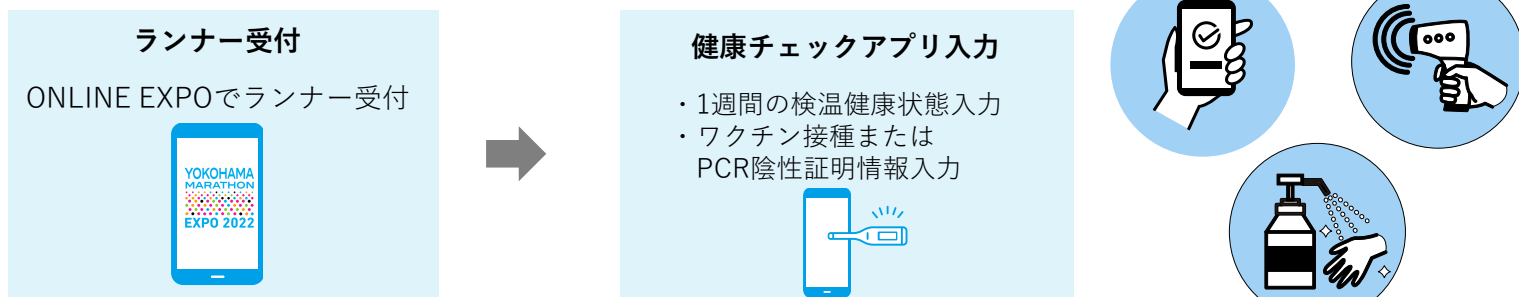 ランナー受付
ONLINE EXPOでランナー受付
YOKOHAMA
MARATHON
EXPO 2022
健康チェックアプリ入力
・1週間の検温健康状態入力
・ワクチン接種または
PCR陰性証明情報入力